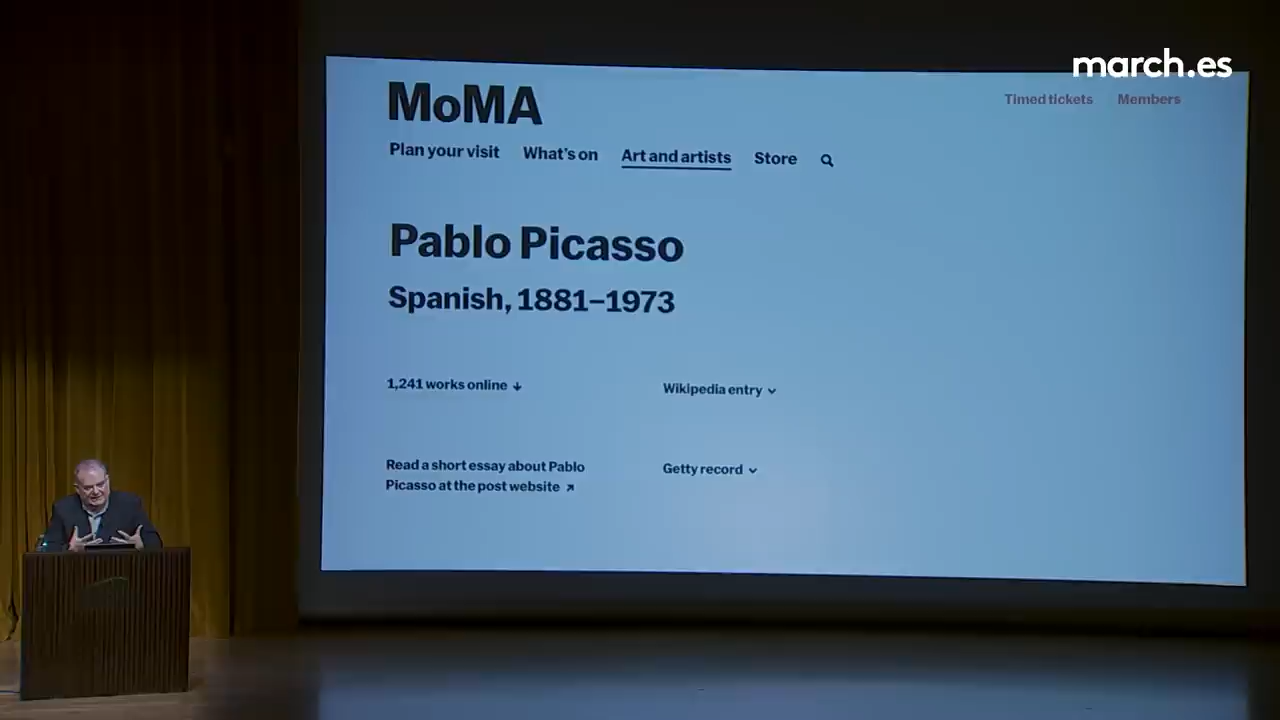 march.es
MoMA
Timed tickets Members
Plan your visit What's on Art and artists Store
Pablo Picasso
Spanish, 1881–1973
1,241 works online ↓
Wikipedia entry
Read a short essay about Pablo
Picasso at the post website ↗
Getty record